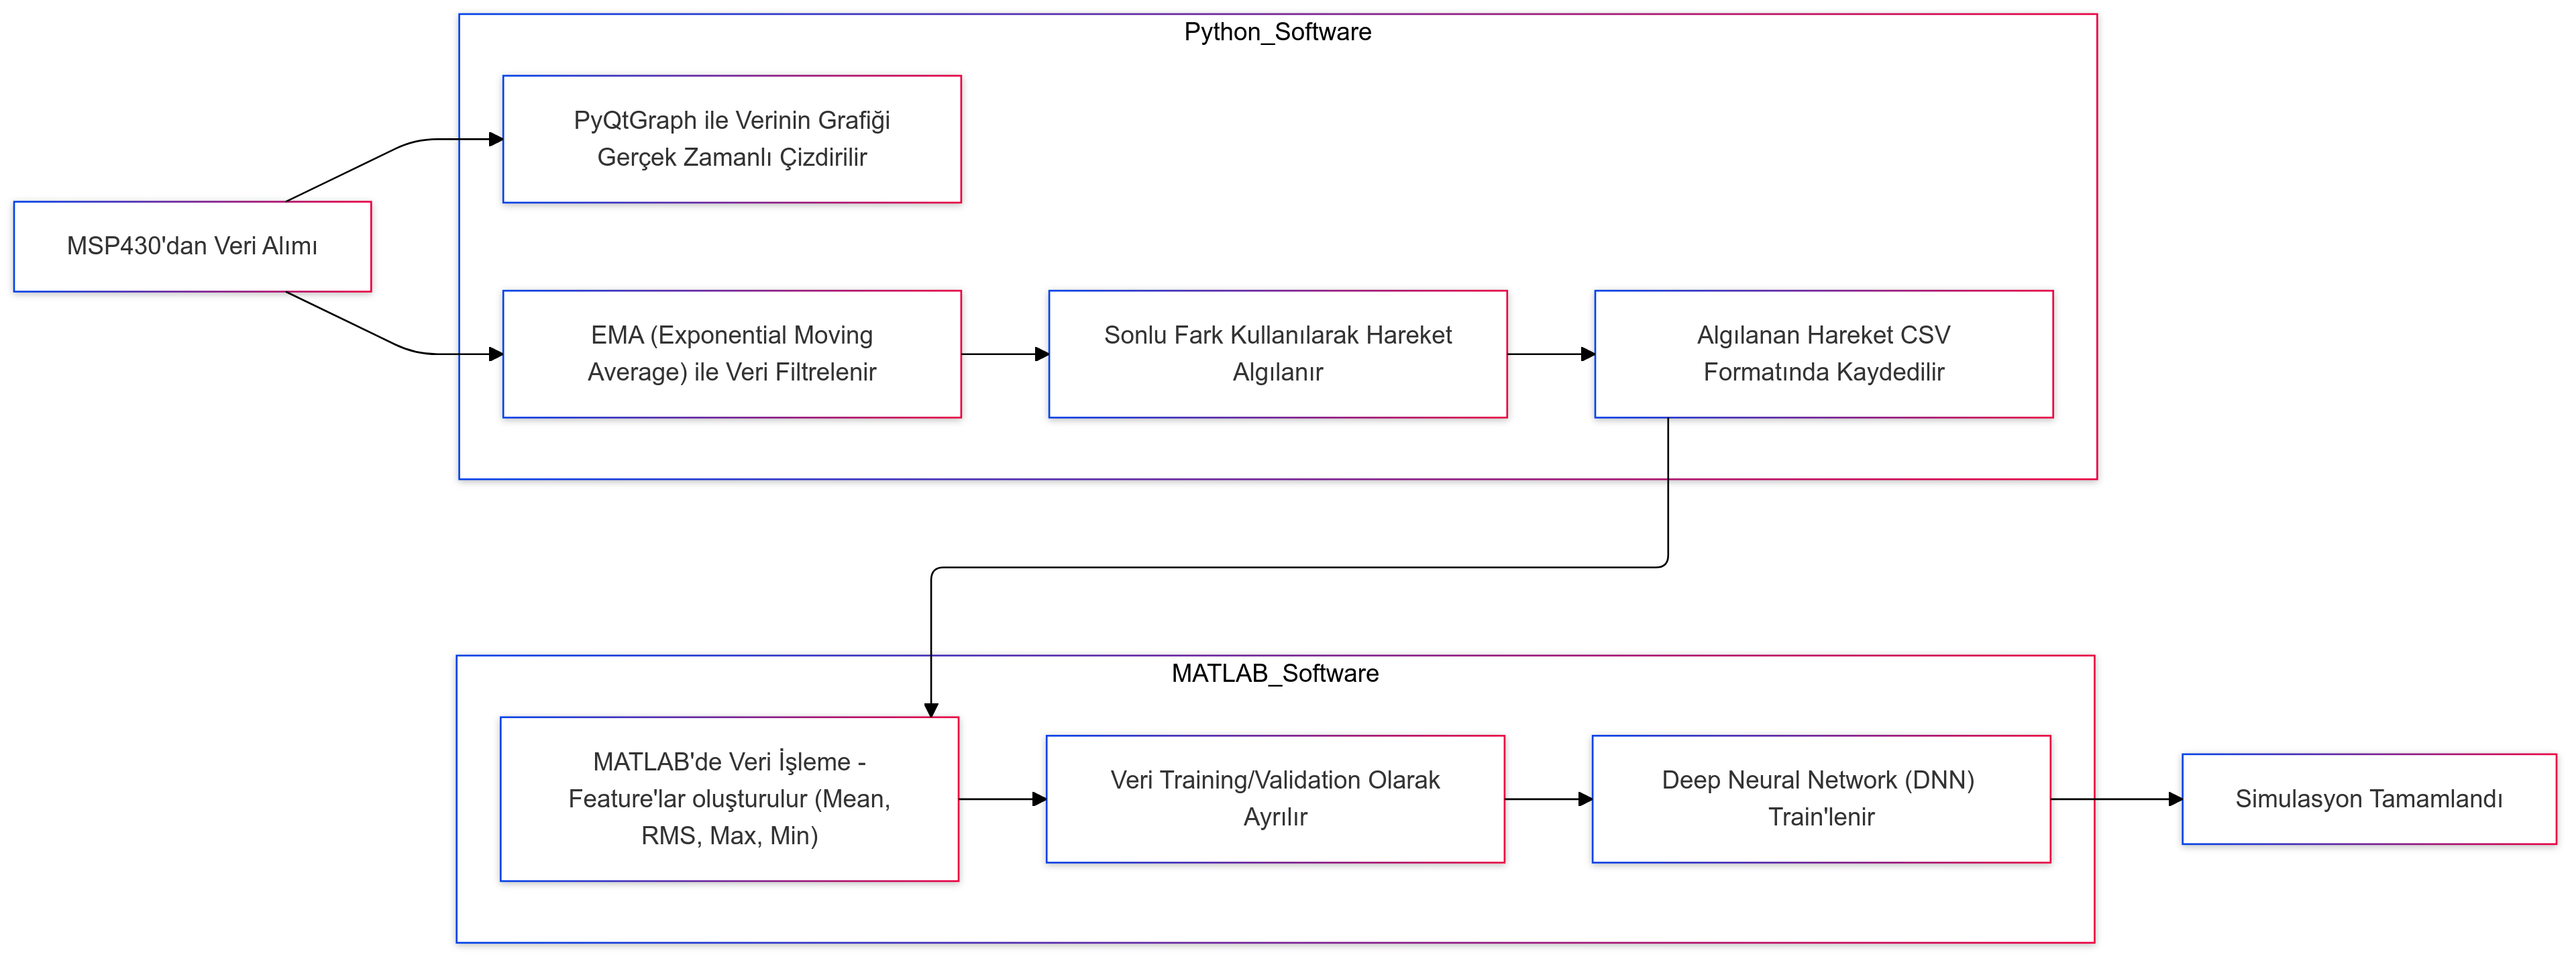 Python_Software
PyQtGraph ile Verinin Grafiği
Gerçek Zamanlı Çizdirilir
MSP430'dan Veri Alımı
EMA (Exponential Moving
Average) ile Veri Filtrelenir
Sonlu Fark Kullanılarak Hareket
Algılanır
Algılanan Hareket CSV
Formatında Kaydedilir
MATLAB_Software
MATLAB'de Veri İşleme -
Feature'lar oluşturulur (Mean,
RMS, Max, Min)
Veri Training/Validation Olarak
Ayrılır
Deep Neural Network (DNN)
Train'lenir
Simulasyon Tamamlandı